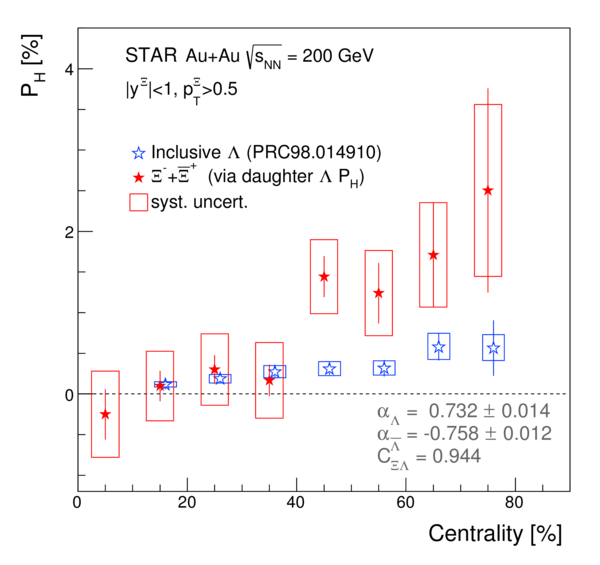 STAR Au+Au √s_NN = 200 GeV
|y^Ξ|<1, p_T^Ξ>0.5
P_H [%]
4
Inclusive Λ (PRC98.014910)
Ξ⁻+Ξ̅⁺ (via daughter Λ P_H)
syst. uncert.
2
0
α_Λ = 0.732 ± 0.014
α_Λ̅ = -0.758 ± 0.012
C_ΞΛ = 0.944
0 20 40 60 80
Centrality [%]